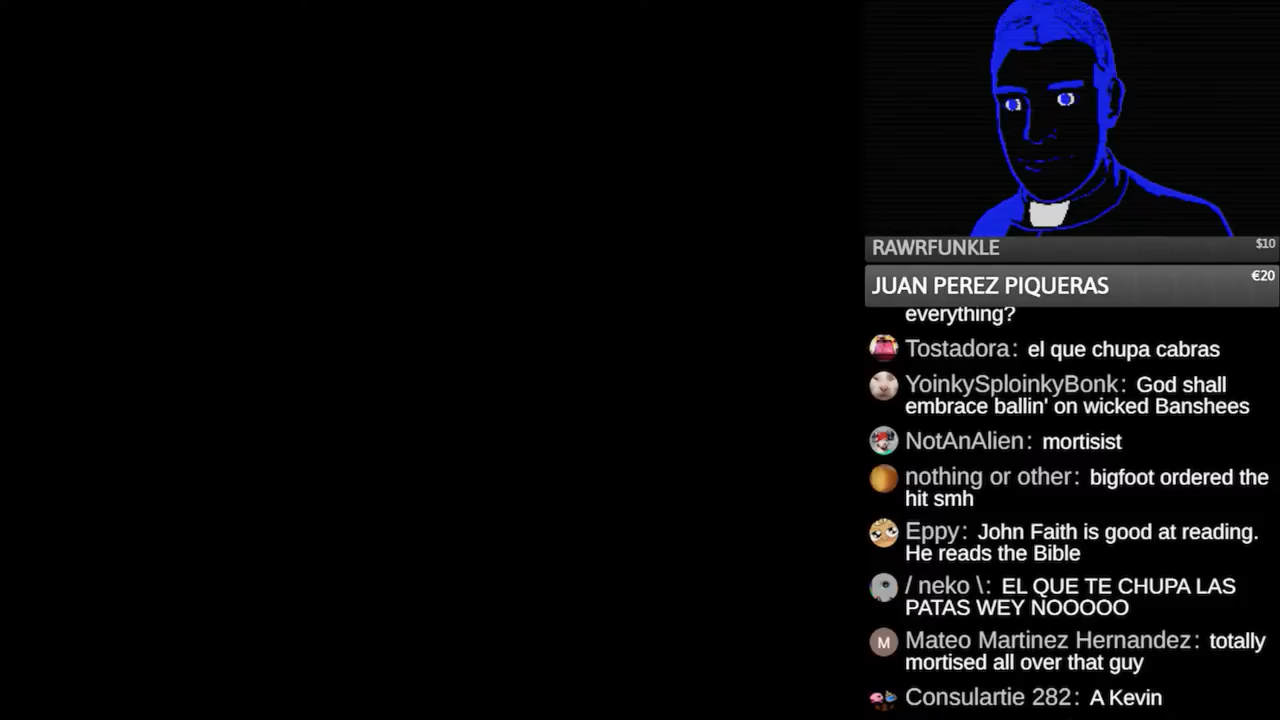 RAWRFUNKLE $10
JUAN PEREZ PIQUERAS €20
everything?
Tostadora: el que chupa cabras
YoinkySploinkyBonk: God shall
embrace ballin' on wicked Banshees
NotAnAlien: mortisist
nothing or other: bigfoot ordered the
hit smh
Eppy: John Faith is good at reading.
He reads the Bible
/ neko \: EL QUE TE CHUPA LAS
PATAS WEY NOOOOO
M Mateo Martinez Hernandez: totally
mortised all over that guy
Consulartie 282: A Kevin